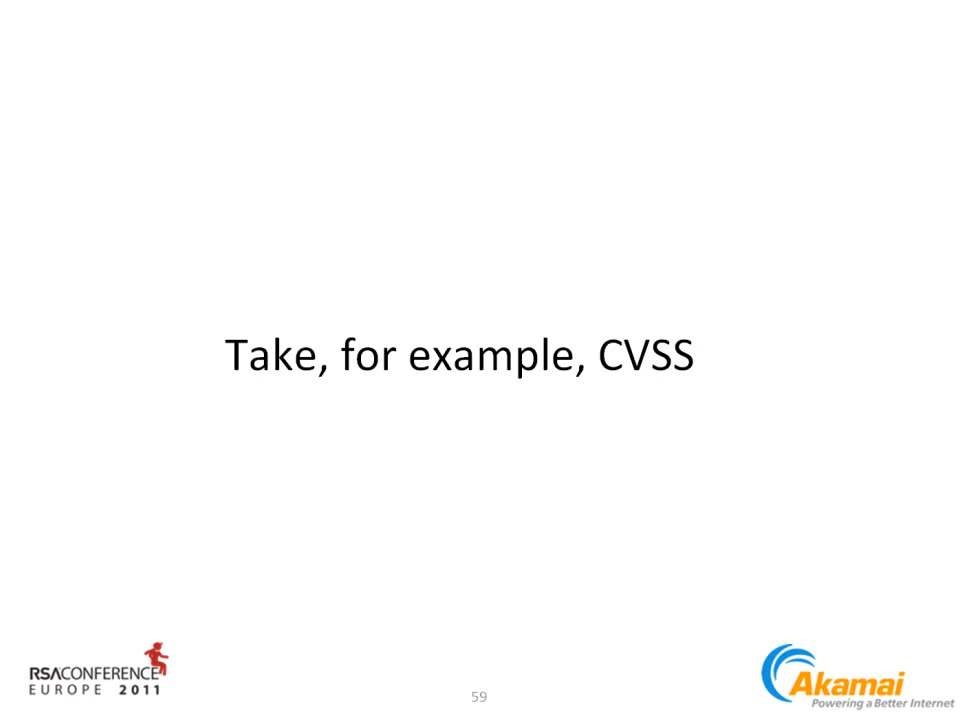 Take, for example, CVSS
RSACONFERENCE
EUROPE 2011
59
Akamai
Powering a Better Internet